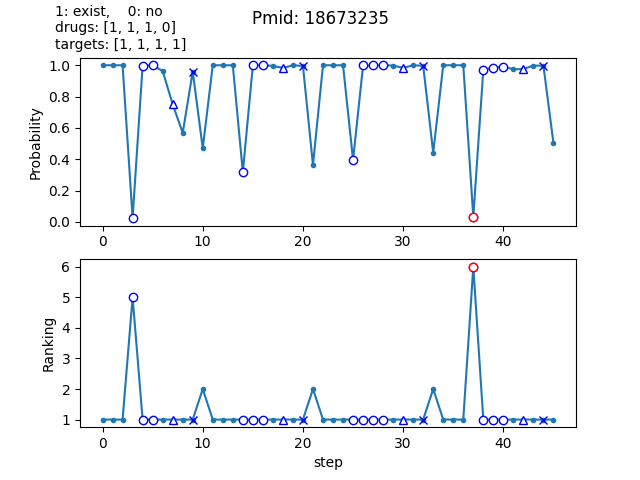 1: exist,    0: no
drugs: [1, 1, 1, 0]
targets: [1, 1, 1, 1]
Pmid: 18673235
1.0
0.8
0.6
0.4
0.2
0.0
Probability
0 10 20 30 40
6
5
4
3
2
1
Ranking
0 10 20 30 40
step